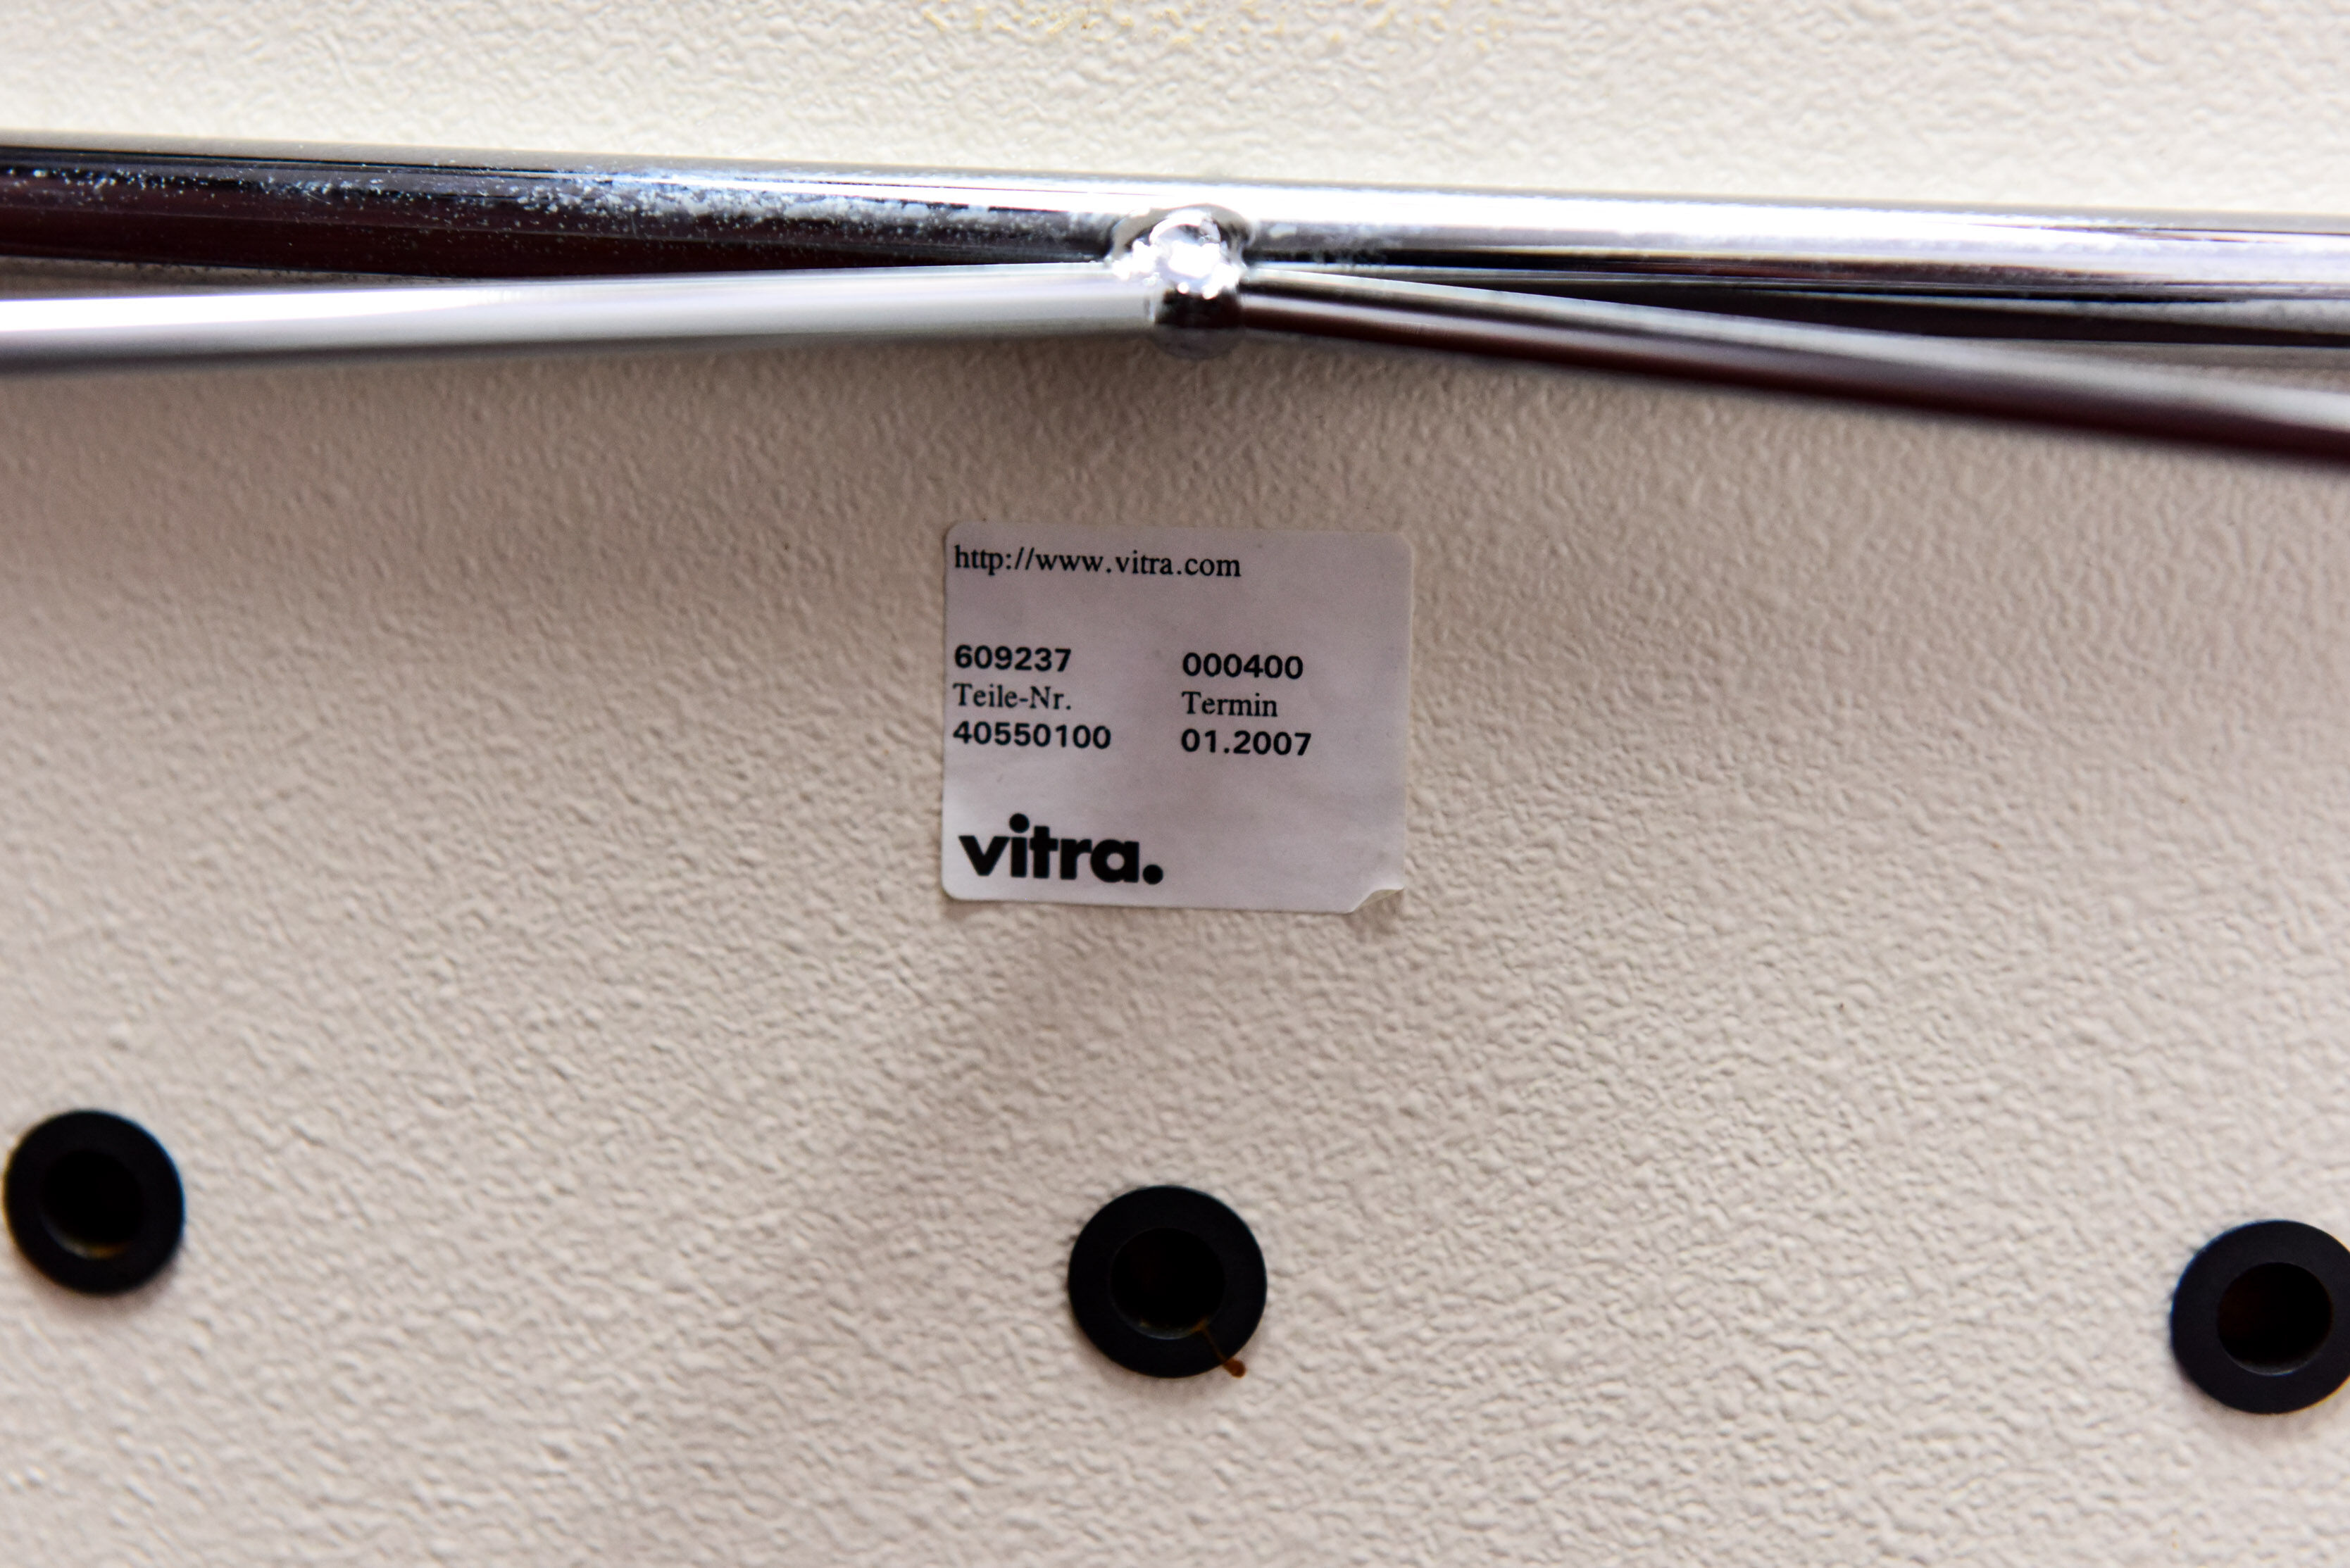 http://www.vitra.com
609237 000400
Teile-Nr. Termin
40550100 01.2007
vitra.